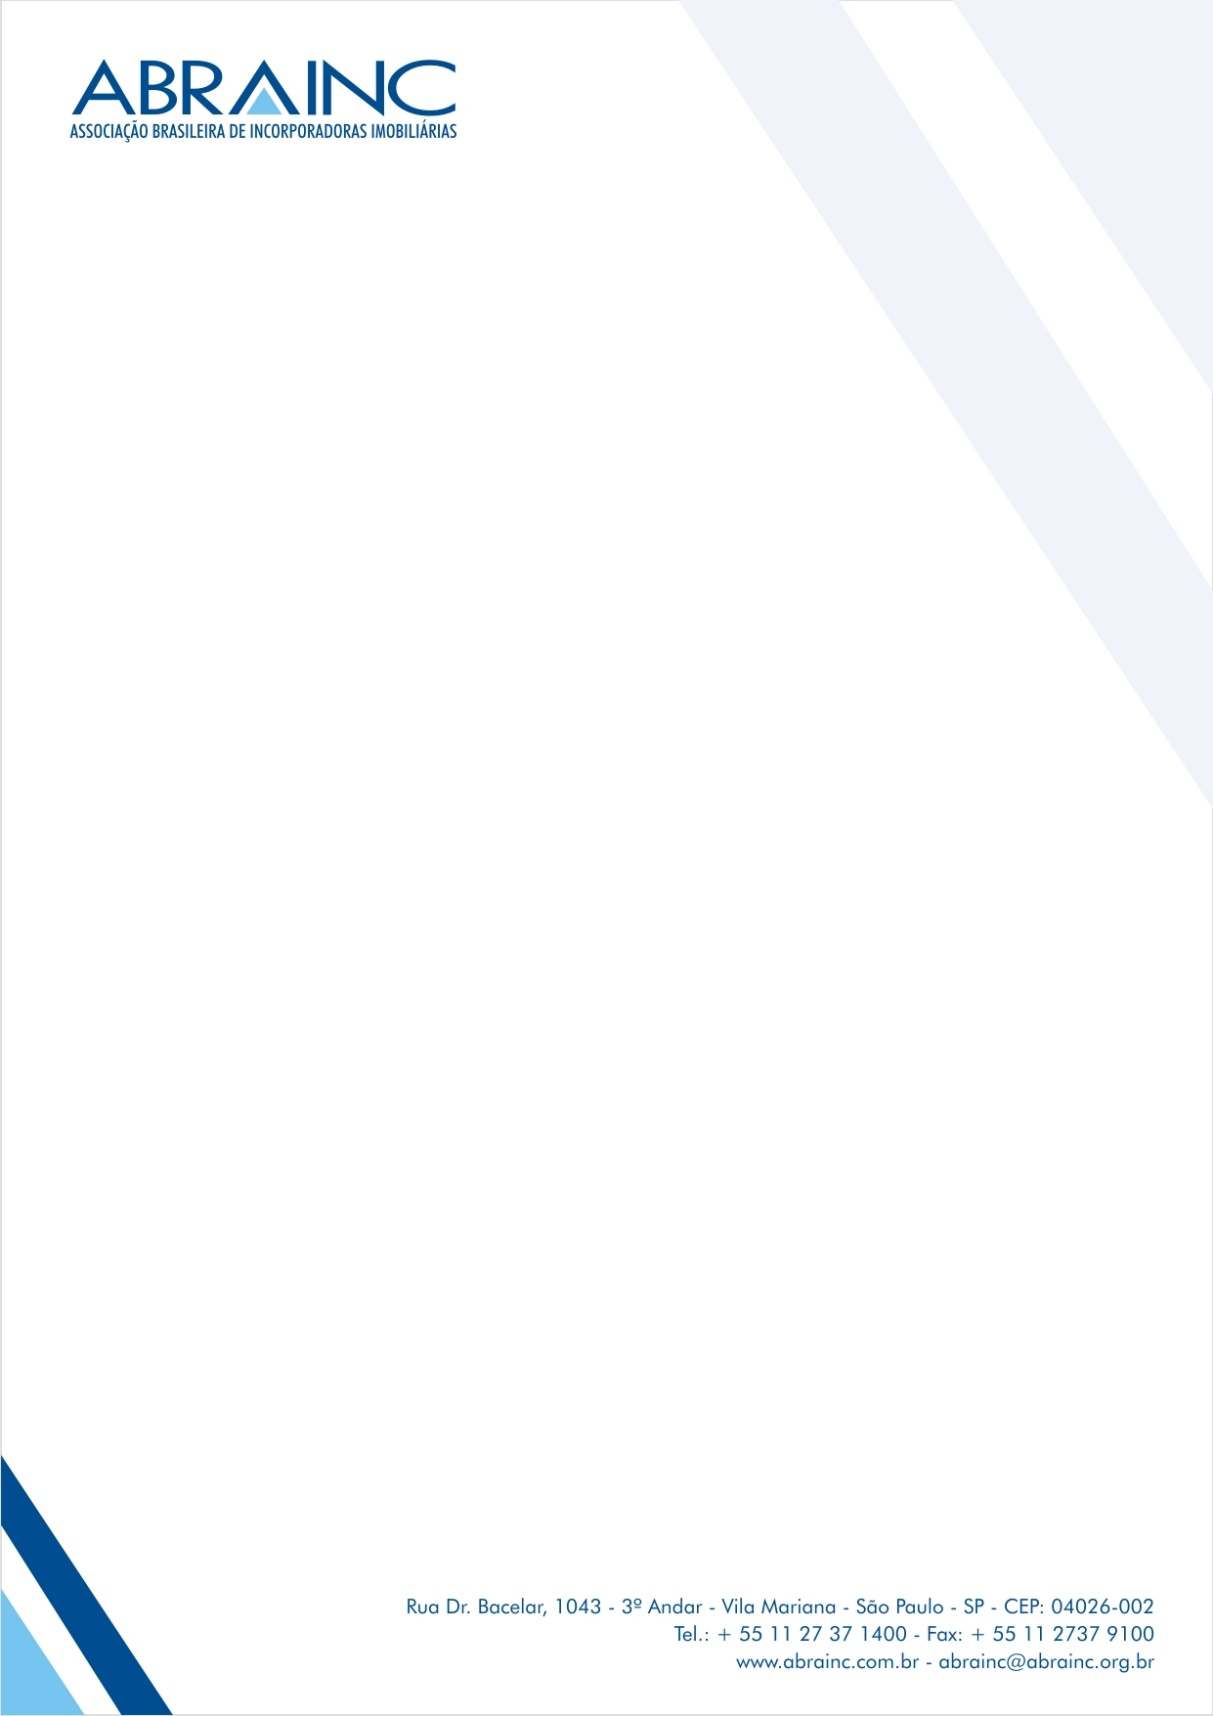 ABRAINC
ASSOCIAÇÃO BRASILEIRA DE INCORPORADORAS IMOBILIÁRIAS
Rua Dr. Bacelar, 1043 - 3º Andar - Vila Mariana - São Paulo - SP - CEP: 04026-002
Tel.: + 55 11 27 37 1400 - Fax: + 55 11 2737 9100
www.abrainc.com.br - abrainc@abrainc.org.br